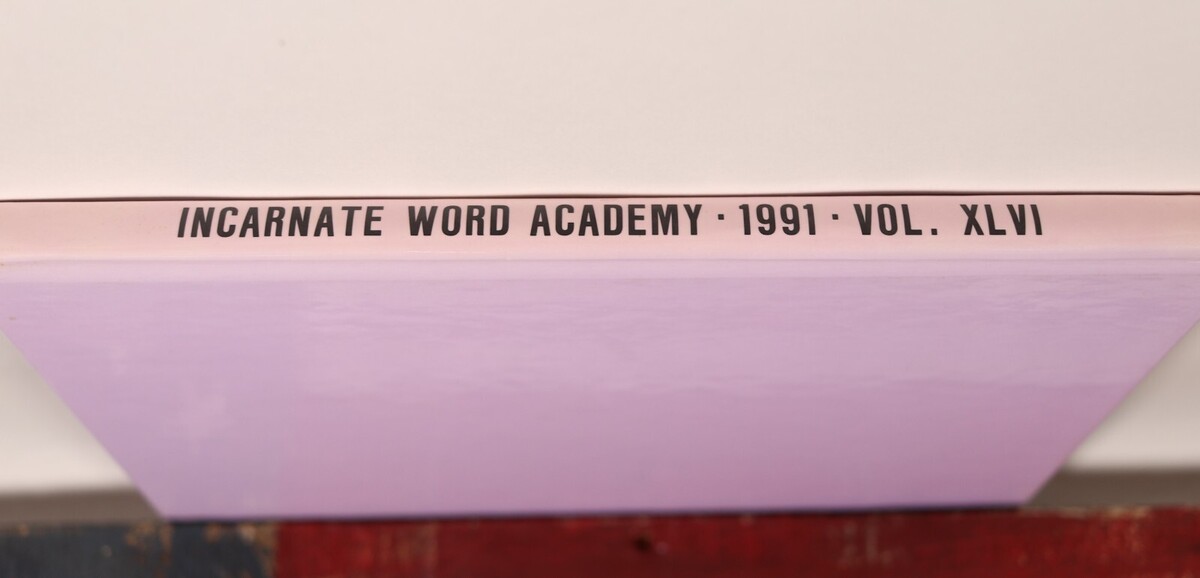 INCARNATE WORD ACADEMY · 1991 · VOL. XLVI